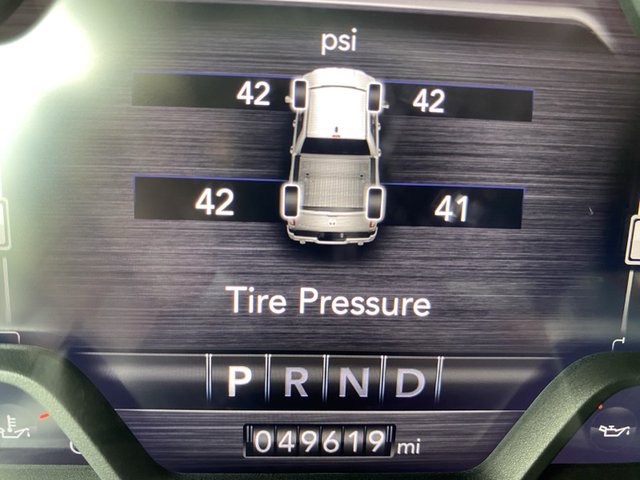 psi
42 42
42 41
Tire Pressure
P R N D
049619 mi